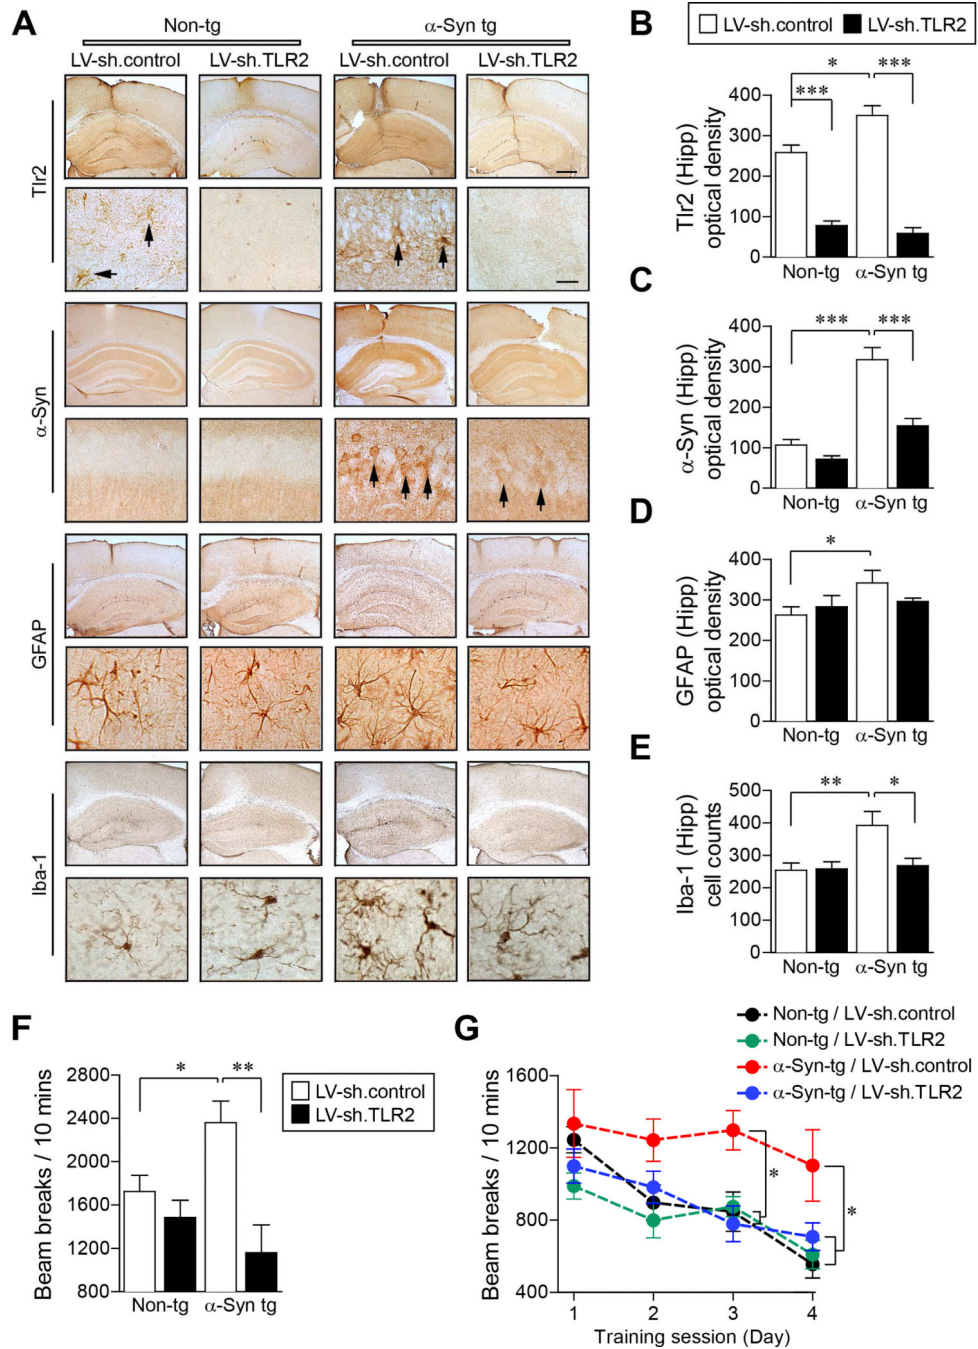 A
Non-tg
α-Syn tg
LV-sh.control
LV-sh.TLR2
LV-sh.control
LV-sh.TLR2
Tlr2
α-Syn
GFAP
Iba-1
B
LV-sh.control
LV-sh.TLR2
*
***
***
Tlr2 (Hipp)
optical density
400
300
200
100
0
Non-tg
α-Syn tg
C
***
***
α-Syn (Hipp)
optical density
400
300
200
100
0
Non-tg
α-Syn tg
D
*
GFAP (Hipp)
optical density
400
300
200
100
0
Non-tg
α-Syn tg
E
**
*
Iba-1 (Hipp)
cell counts
500
400
300
200
100
0
Non-tg
α-Syn tg
F
*
**
LV-sh.control
LV-sh.TLR2
Beam breaks / 10 mins
2800
2400
2000
1600
1200
800
Non-tg
α-Syn tg
G
Non-tg / LV-sh.control
Non-tg / LV-sh.TLR2
α-Syn-tg / LV-sh.control
α-Syn-tg / LV-sh.TLR2
Beam breaks / 10 mins
1600
1200
800
400
*
*
1
2
3
4
Training session (Day)